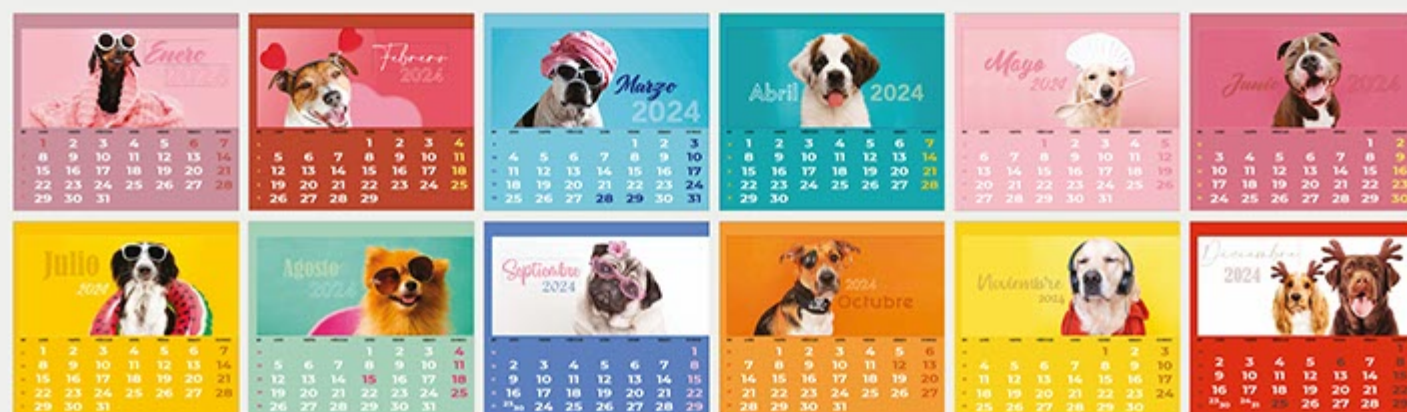 Enero
2024
1 2 3 4 5 6 7
8 9 10 11 12 13 14
15 16 17 18 19 20 21
22 23 24 25 26 27 28
29 30 31
Febrero
2024
1 2 3 4
5 6 7 8 9 10 11
12 13 14 15 16 17 18
19 20 21 22 23 24 25
26 27 28 29
Marzo
2024
1 2 3
4 5 6 7 8 9 10
11 12 13 14 15 16 17
18 19 20 21 22 23 24
25 26 27 28 29 30 31
Abril 2024
1 2 3 4 5 6 7
8 9 10 11 12 13 14
15 16 17 18 19 20 21
22 23 24 25 26 27 28
29 30
Mayo
2024
1 2 3 4 5
6 7 8 9 10 11 12
13 14 15 16 17 18 19
20 21 22 23 24 25 26
27 28 29 30 31
Junio 2024
1 2
3 4 5 6 7 8 9
10 11 12 13 14 15 16
17 18 19 20 21 22 23
24 25 26 27 28 29 30
Julio
2024
1 2 3 4 5 6 7
8 9 10 11 12 13 14
15 16 17 18 19 20 21
22 23 24 25 26 27 28
29 30 31
Agosto
2024
1 2 3 4
5 6 7 8 9 10 11
12 13 14 15 16 17 18
19 20 21 22 23 24 25
26 27 28 29 30 31
Septiembre
2024
1
2 3 4 5 6 7 8
9 10 11 12 13 14 15
16 17 18 19 20 21 22
23/30 24 25 26 27 28 29
2024
Octubre
1 2 3 4 5 6
7 8 9 10 11 12 13
14 15 16 17 18 19 20
21 22 23 24 25 26 27
28 29 30 31
Noviembre
2024
1 2 3
4 5 6 7 8 9 10
11 12 13 14 15 16 17
18 19 20 21 22 23 24
25 26 27 28 29 30
Diciembre
2024
1
2 3 4 5 6 7 8
9 10 11 12 13 14 15
16 17 18 19 20 21 22
23/30 24/31 25 26 27 28 29